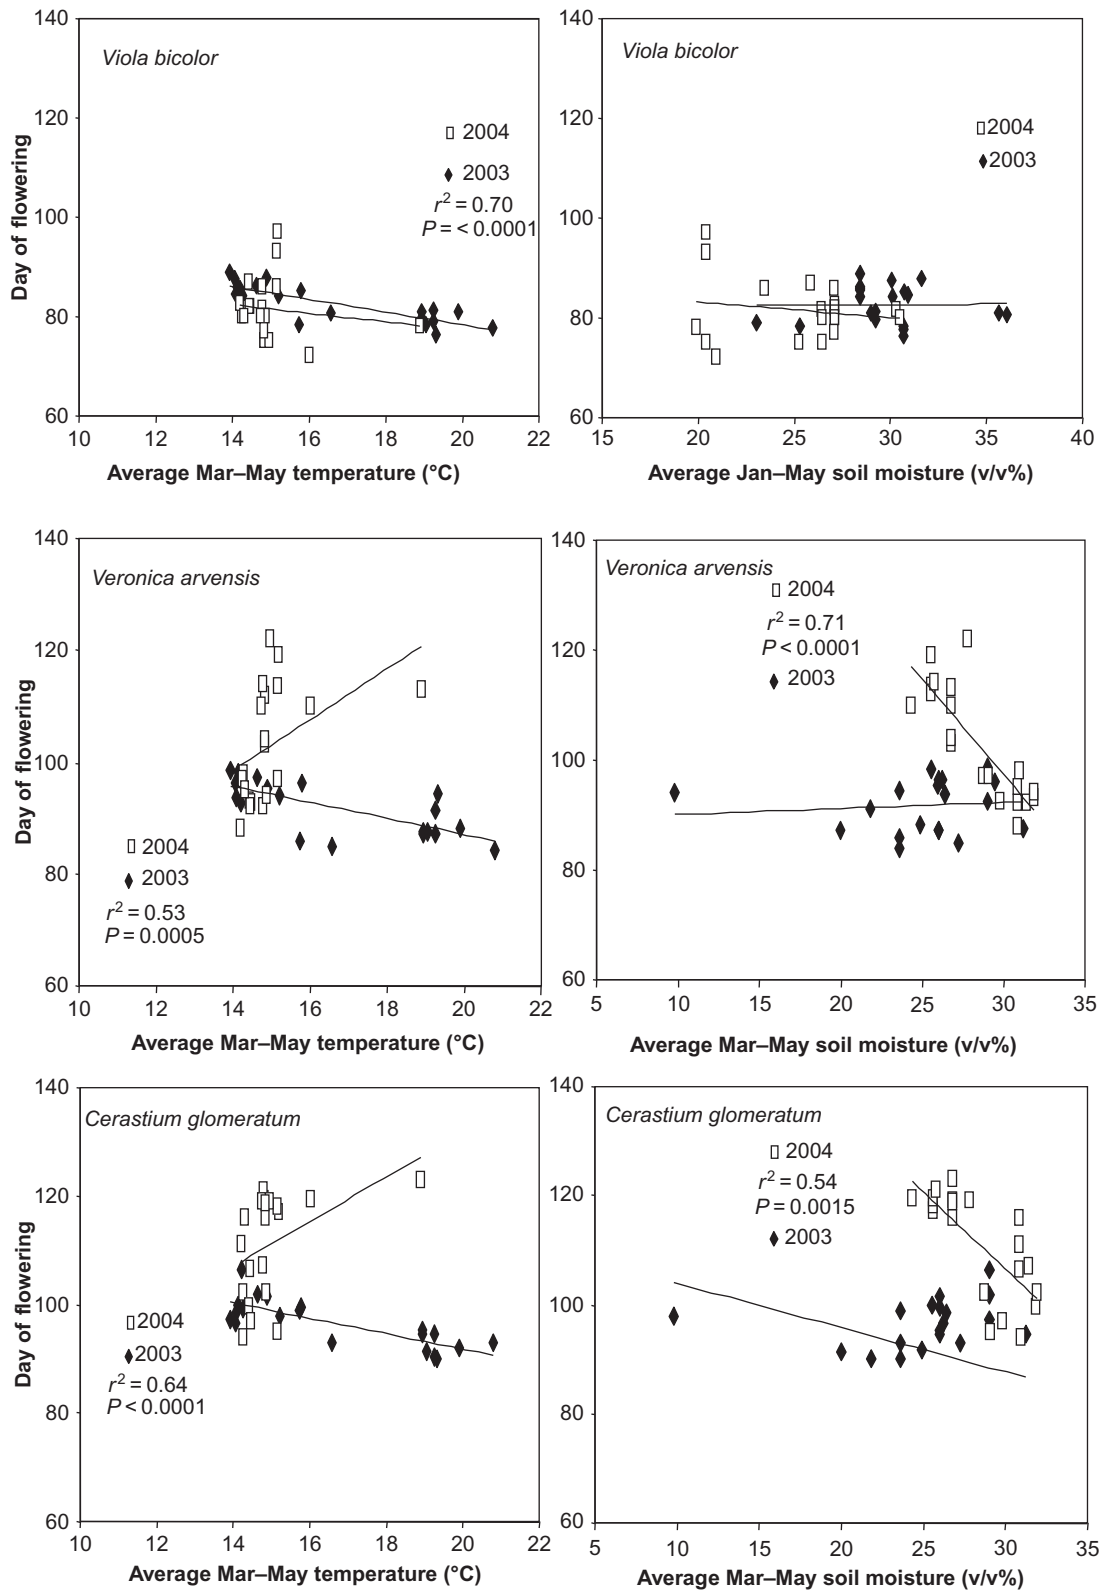 140
120
100
80
60
Day of flowering
Viola bicolor
2004
2003
r² = 0.70
P = < 0.0001
10 12 14 16 18 20 22
Average Mar–May temperature (°C)
140
120
100
80
60
Viola bicolor
2004
2003
15 20 25 30 35 40
Average Jan–May soil moisture (v/v%)
140
120
100
80
60
Day of flowering
Veronica arvensis
2004
2003
r² = 0.53
P = 0.0005
10 12 14 16 18 20 22
Average Mar–May temperature (°C)
140
120
100
80
60
Veronica arvensis
2004
r² = 0.71
P < 0.0001
2003
5 10 15 20 25 30 35
Average Mar–May soil moisture (v/v%)
140
120
100
80
60
Day of flowering
Cerastium glomeratum
2004
2003
r² = 0.64
P < 0.0001
10 12 14 16 18 20 22
Average Mar–May temperature (°C)
140
120
100
80
60
Cerastium glomeratum
2004
r² = 0.54
P = 0.0015
2003
5 10 15 20 25 30 35
Average Mar–May soil moisture (v/v%)